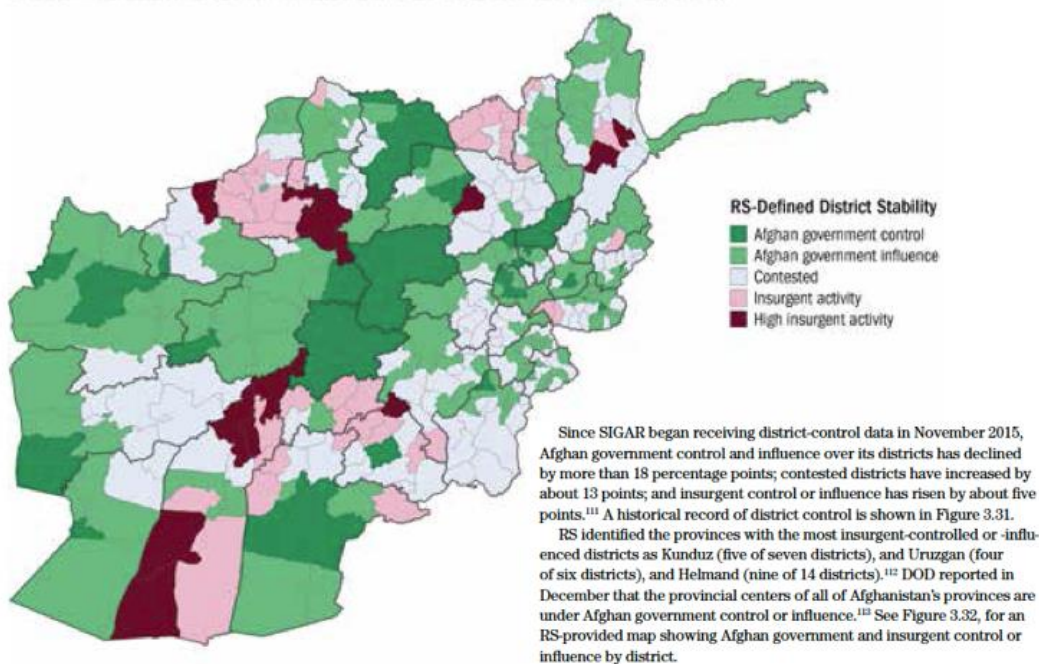 RS-Defined District Stability
Afghan government control
Afghan government influence
Contested
Insurgent activity
High insurgent activity
Since SIGAR began receiving district-control data in November 2015,
Afghan government control and influence over its districts has declined
by more than 18 percentage points; contested districts have increased by
about 13 points; and insurgent control or influence has risen by about five
points.¹¹¹ A historical record of district control is shown in Figure 3.31.
RS identified the provinces with the most insurgent-controlled or -influ-
enced districts as Kunduz (five of seven districts), and Uruzgan (four
of six districts), and Helmand (nine of 14 districts).¹¹² DOD reported in
December that the provincial centers of all of Afghanistan's provinces are
under Afghan government control or influence.¹¹³ See Figure 3.32, for an
RS-provided map showing Afghan government and insurgent control or
influence by district.